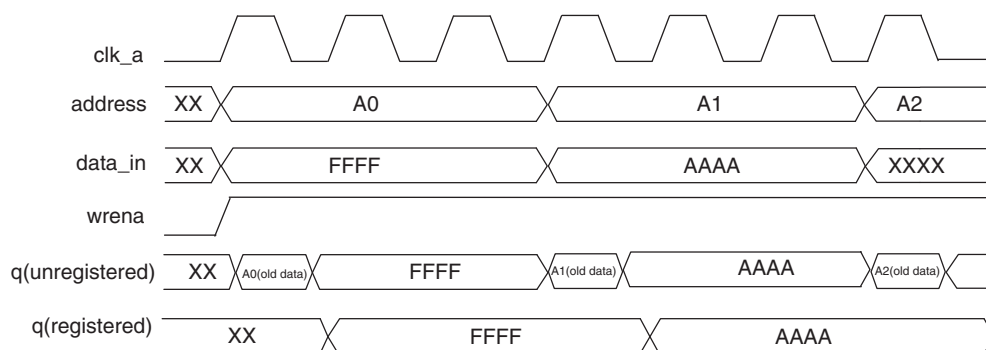 clk_a
address XX A0 A1 A2
data_in XX FFFF AAAA XXXX
wrena
q(unregistered) XX A0(old data) FFFF A1(old data) AAAA A2(old data)
q(registered) XX FFFF AAAA